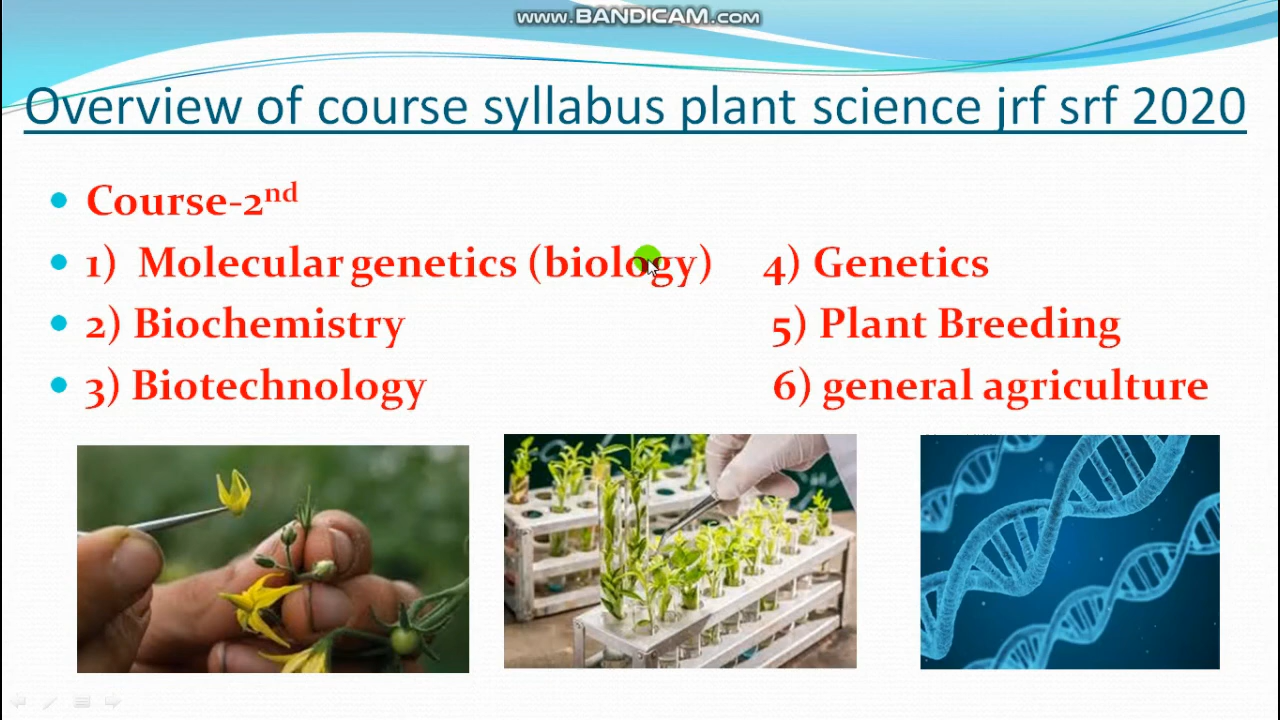 www.BANDICAM.com
Overview of course syllabus plant science jrf srf 2020
Course-2nd
1) Molecular genetics (biology) 4) Genetics
2) Biochemistry 5) Plant Breeding
3) Biotechnology 6) general agriculture